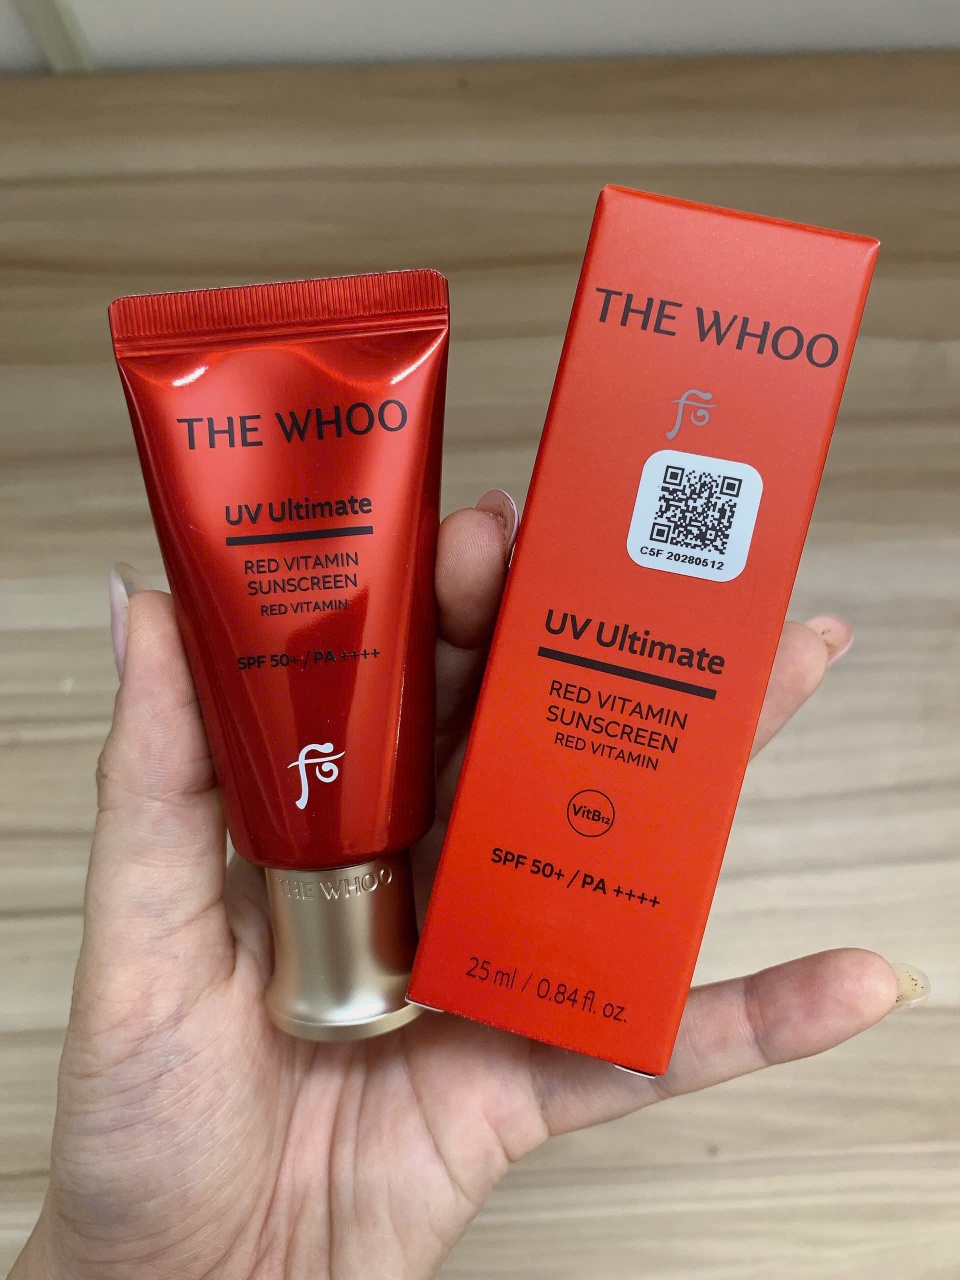 THE WHOO
UV Ultimate
RED VITAMIN
SUNSCREEN
RED VITAMIN
SPF 50+ / PA ++++
THE WHOO
THE WHOO
C5F 20280512
UV Ultimate
RED VITAMIN
SUNSCREEN
RED VITAMIN
VitB₁₂
SPF 50+ / PA ++++
25 ml / 0.84 fl. oz.